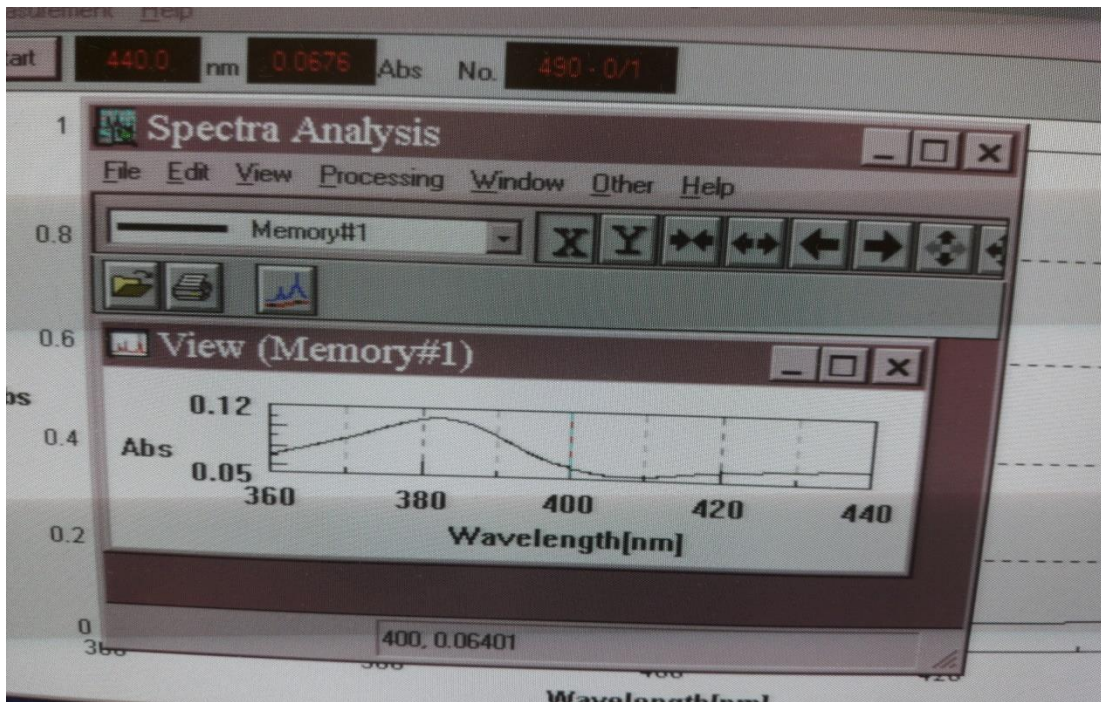 Help
440.0 nm 0.0676 Abs No. 490 - 0/1
Spectra Analysis
File Edit View Processing Window Other Help
Memory#1
X Y
View (Memory#1)
0.12
Abs
0.05
360 380 400 420 440
Wavelength[nm]
400, 0.06401
1
0.8
0.6
0.4
0.2
0